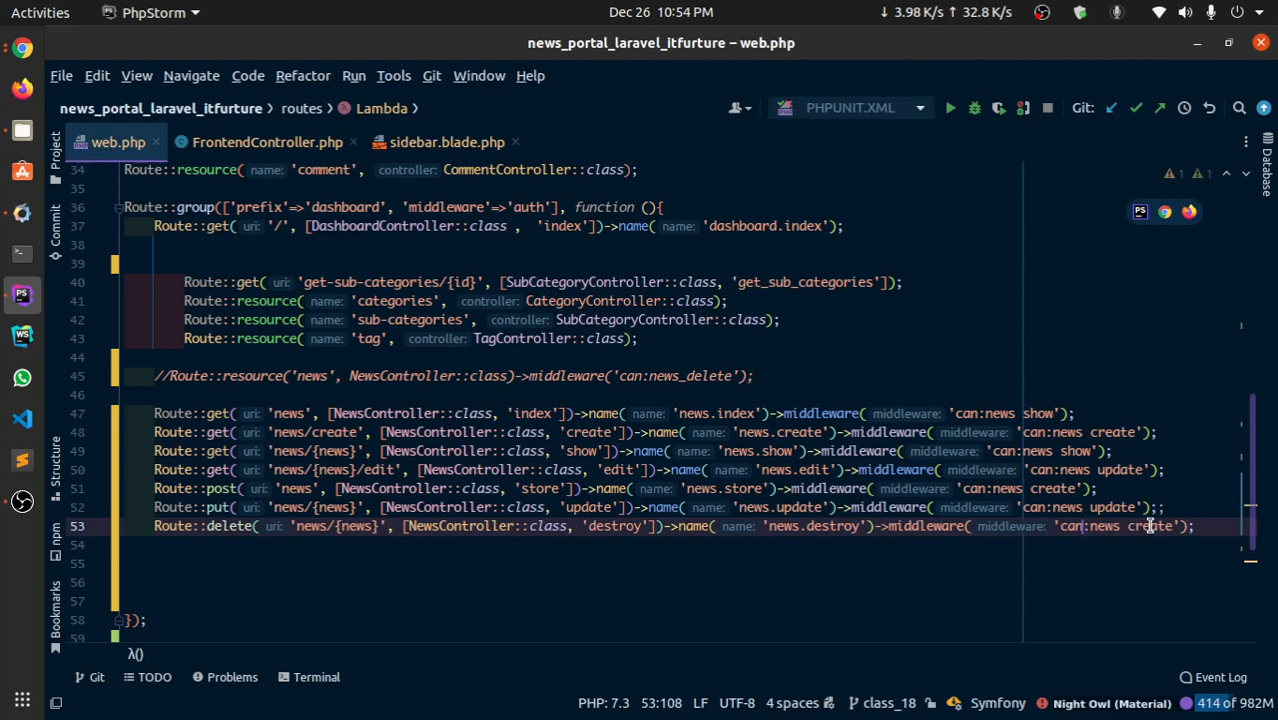 Activities
PhpStorm
Dec 26 10:54 PM
↓ 3.98 K/s ↑ 32.8 K/s
news_portal_laravel_itfurture – web.php
File Edit View Navigate Code Refactor Run Tools Git Window Help
news_portal_laravel_itfurture routes Lambda PHPUNIT.XML Git:
Project web.php FrontendController.php sidebar.blade.php Database
34 Route::resource( name: 'comment', controller: CommentController::class);
35
36 Route::group(['prefix'=>'dashboard', 'middleware'=>'auth'], function (){
37 Route::get( uri: '/', [DashboardController::class , 'index'])->name( name: 'dashboard.index');
38
39
40 Route::get( uri: 'get-sub-categories/{id}', [SubCategoryController::class, 'get_sub_categories']);
41 Route::resource( name: 'categories', controller: CategoryController::class);
42 Route::resource( name: 'sub-categories', controller: SubCategoryController::class);
43 Route::resource( name: 'tag', controller: TagController::class);
44
45 //Route::resource('news', NewsController::class)->middleware('can:news_delete');
46
47 Route::get( uri: 'news', [NewsController::class, 'index'])->name( name: 'news.index')->middleware( middleware: 'can:news show');
48 Route::get( uri: 'news/create', [NewsController::class, 'create'])->name( name: 'news.create')->middleware( middleware: 'can:news create');
49 Route::get( uri: 'news/{news}', [NewsController::class, 'show'])->name( name: 'news.show')->middleware( middleware: 'can:news show');
50 Route::get( uri: 'news/{news}/edit', [NewsController::class, 'edit'])->name( name: 'news.edit')->middleware( middleware: 'can:news update');
51 Route::post( uri: 'news', [NewsController::class, 'store'])->name( name: 'news.store')->middleware( middleware: 'can:news create');
52 Route::put( uri: 'news/{news}', [NewsController::class, 'update'])->name( name: 'news.update')->middleware( middleware: 'can:news update');;
53 Route::delete( uri: 'news/{news}', [NewsController::class, 'destroy'])->name( name: 'news.destroy')->middleware( middleware: 'can:news create');
54
55
56
57
58 });
59
Commit
Structure
npm
Bookmarks
1 1
λ()
Git TODO Problems Terminal Event Log
PHP: 7.3 53:108 LF UTF-8 4 spaces class_18 Symfony Night Owl (Material) 414 of 982M